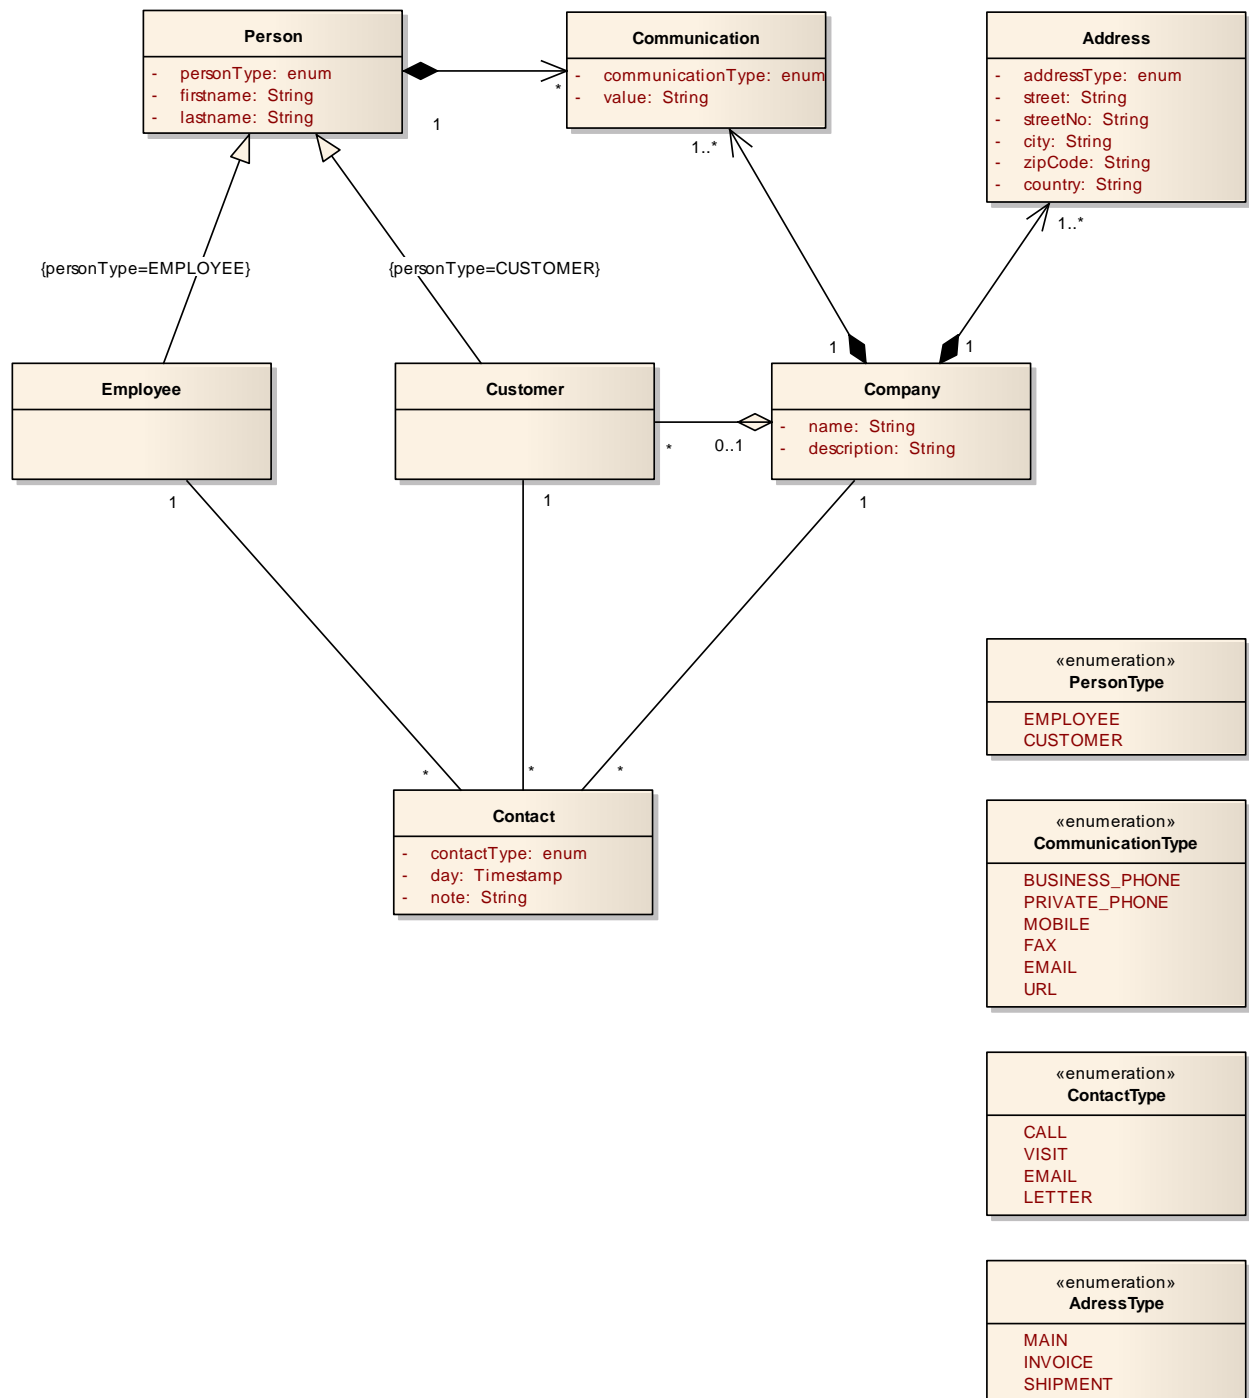 Person
- personType: enum
- firstname: String
- lastname: String
1
*
Communication
- communicationType: enum
- value: String
1..*
Address
- addressType: enum
- street: String
- streetNo: String
- city: String
- zipCode: String
- country: String
1..*
{personType=EMPLOYEE}
{personType=CUSTOMER}
1
1
Employee
Customer
Company
- name: String
- description: String
*
0..1
1
1
1
*
*
*
Contact
- contactType: enum
- day: Timestamp
- note: String
«enumeration»
PersonType
EMPLOYEE
CUSTOMER
«enumeration»
CommunicationType
BUSINESS_PHONE
PRIVATE_PHONE
MOBILE
FAX
EMAIL
URL
«enumeration»
ContactType
CALL
VISIT
EMAIL
LETTER
«enumeration»
AdressType
MAIN
INVOICE
SHIPMENT